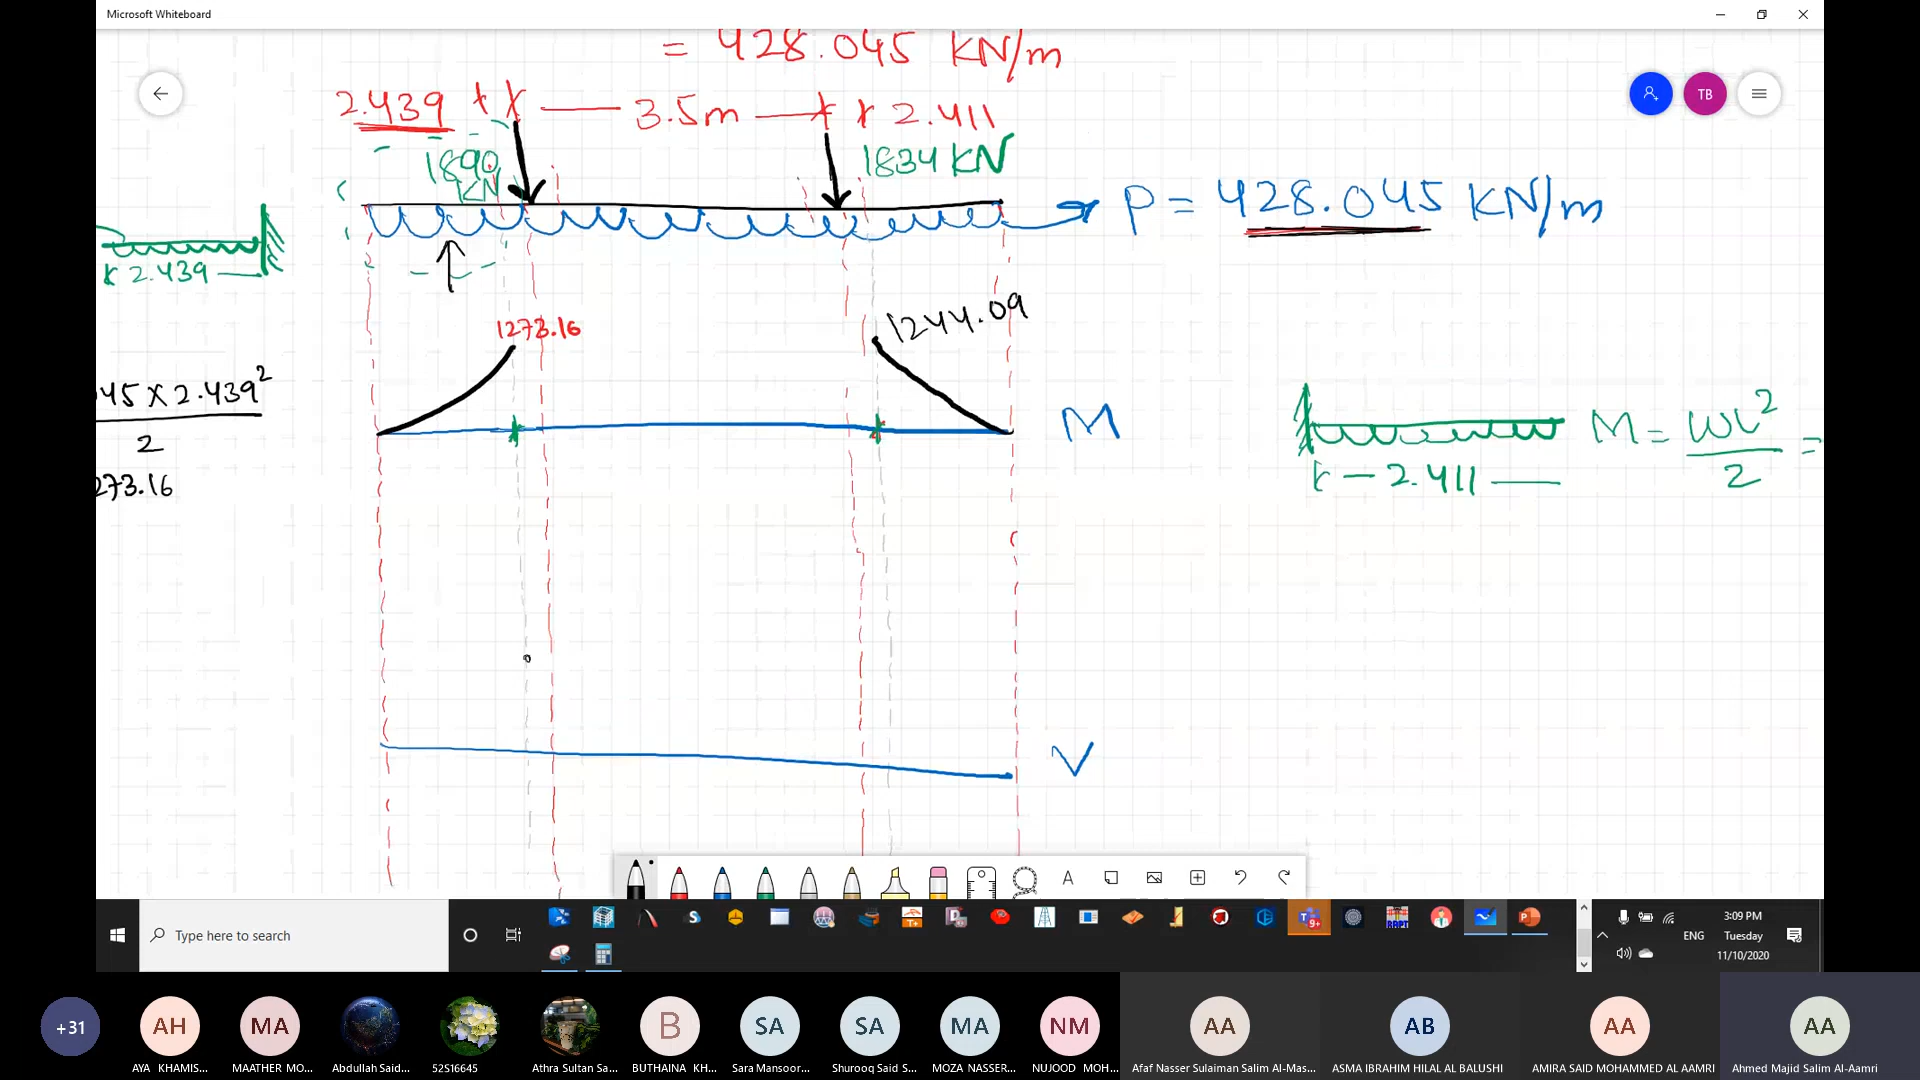 Microsoft Whiteboard
= 428.045 KN/m
2.439
3.5m
2.411
1890 KN
1834 KN
P = 428.045 KN/m
TB
2.439
1273.16
1244.09
45 X 2.439²
2
273.16
M
M = wl² =
2
2.411
V
A
Type here to search
9+
ENG
3:09 PM
Tuesday
11/10/2020
+31
AH
MA
B
SA
SA
MA
NM
AA
AB
AA
AA
AYA KHAMIS...
MAATHER MO...
Abdullah Said...
52S16645
Athra Sultan Sa...
BUTHAINA KH...
Sara Mansoor...
Shurooq Said S...
MOZA NASSER...
NUJOOD MOH...
Afaf Nasser Sulaiman Salim Al-Mas...
ASMA IBRAHIM HILAL AL BALUSHI
AMIRA SAID MOHAMMED AL AAMRI
Ahmed Majid Salim Al-Aamri